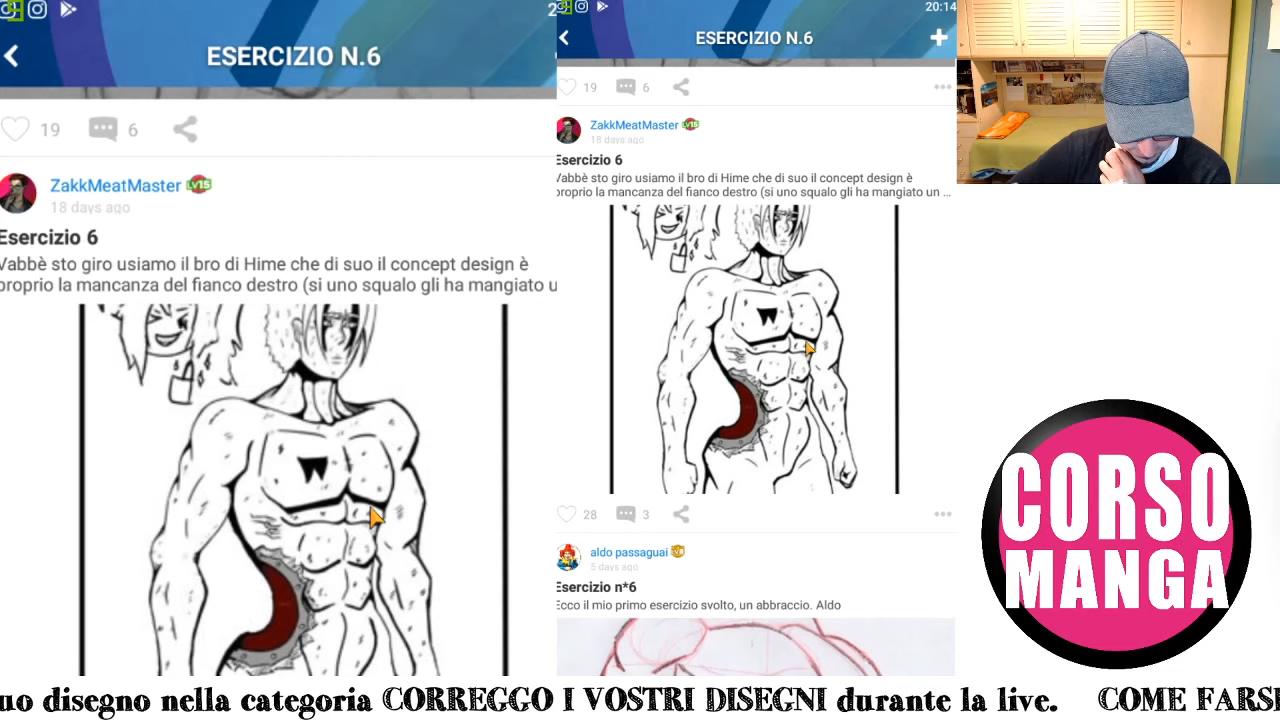 ESERCIZIO N.6
19
6
ZakkMeatMaster LV15
18 days ago
Esercizio 6
Vabbè sto giro usiamo il bro di Hime che di suo il concept design è
proprio la mancanza del fianco destro (si uno squalo gli ha mangiato u
20:14
ESERCIZIO N.6
19
6
ZakkMeatMaster LV15
18 days ago
Esercizio 6
Vabbè sto giro usiamo il bro di Hime che di suo il concept design è
proprio la mancanza del fianco destro (si uno squalo gli ha mangiato un ...
28
3
aldo passaguai
5 days ago
Esercizio n*6
Ecco il mio primo esercizio svolto, un abbraccio. Aldo
CORSO
MANGA
uo disegno nella categoria CORREGGO I VOSTRI DISEGNI durante la live. COME FARSI